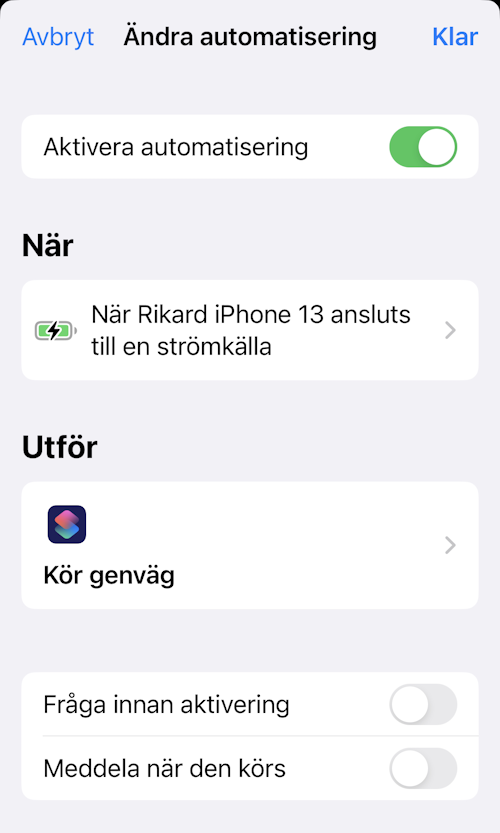 Avbryt Ändra automatisering Klar
Aktivera automatisering
När
När Rikard iPhone 13 ansluts
till en strömkälla
Utför
Kör genväg
Fråga innan aktivering
Meddela när den körs